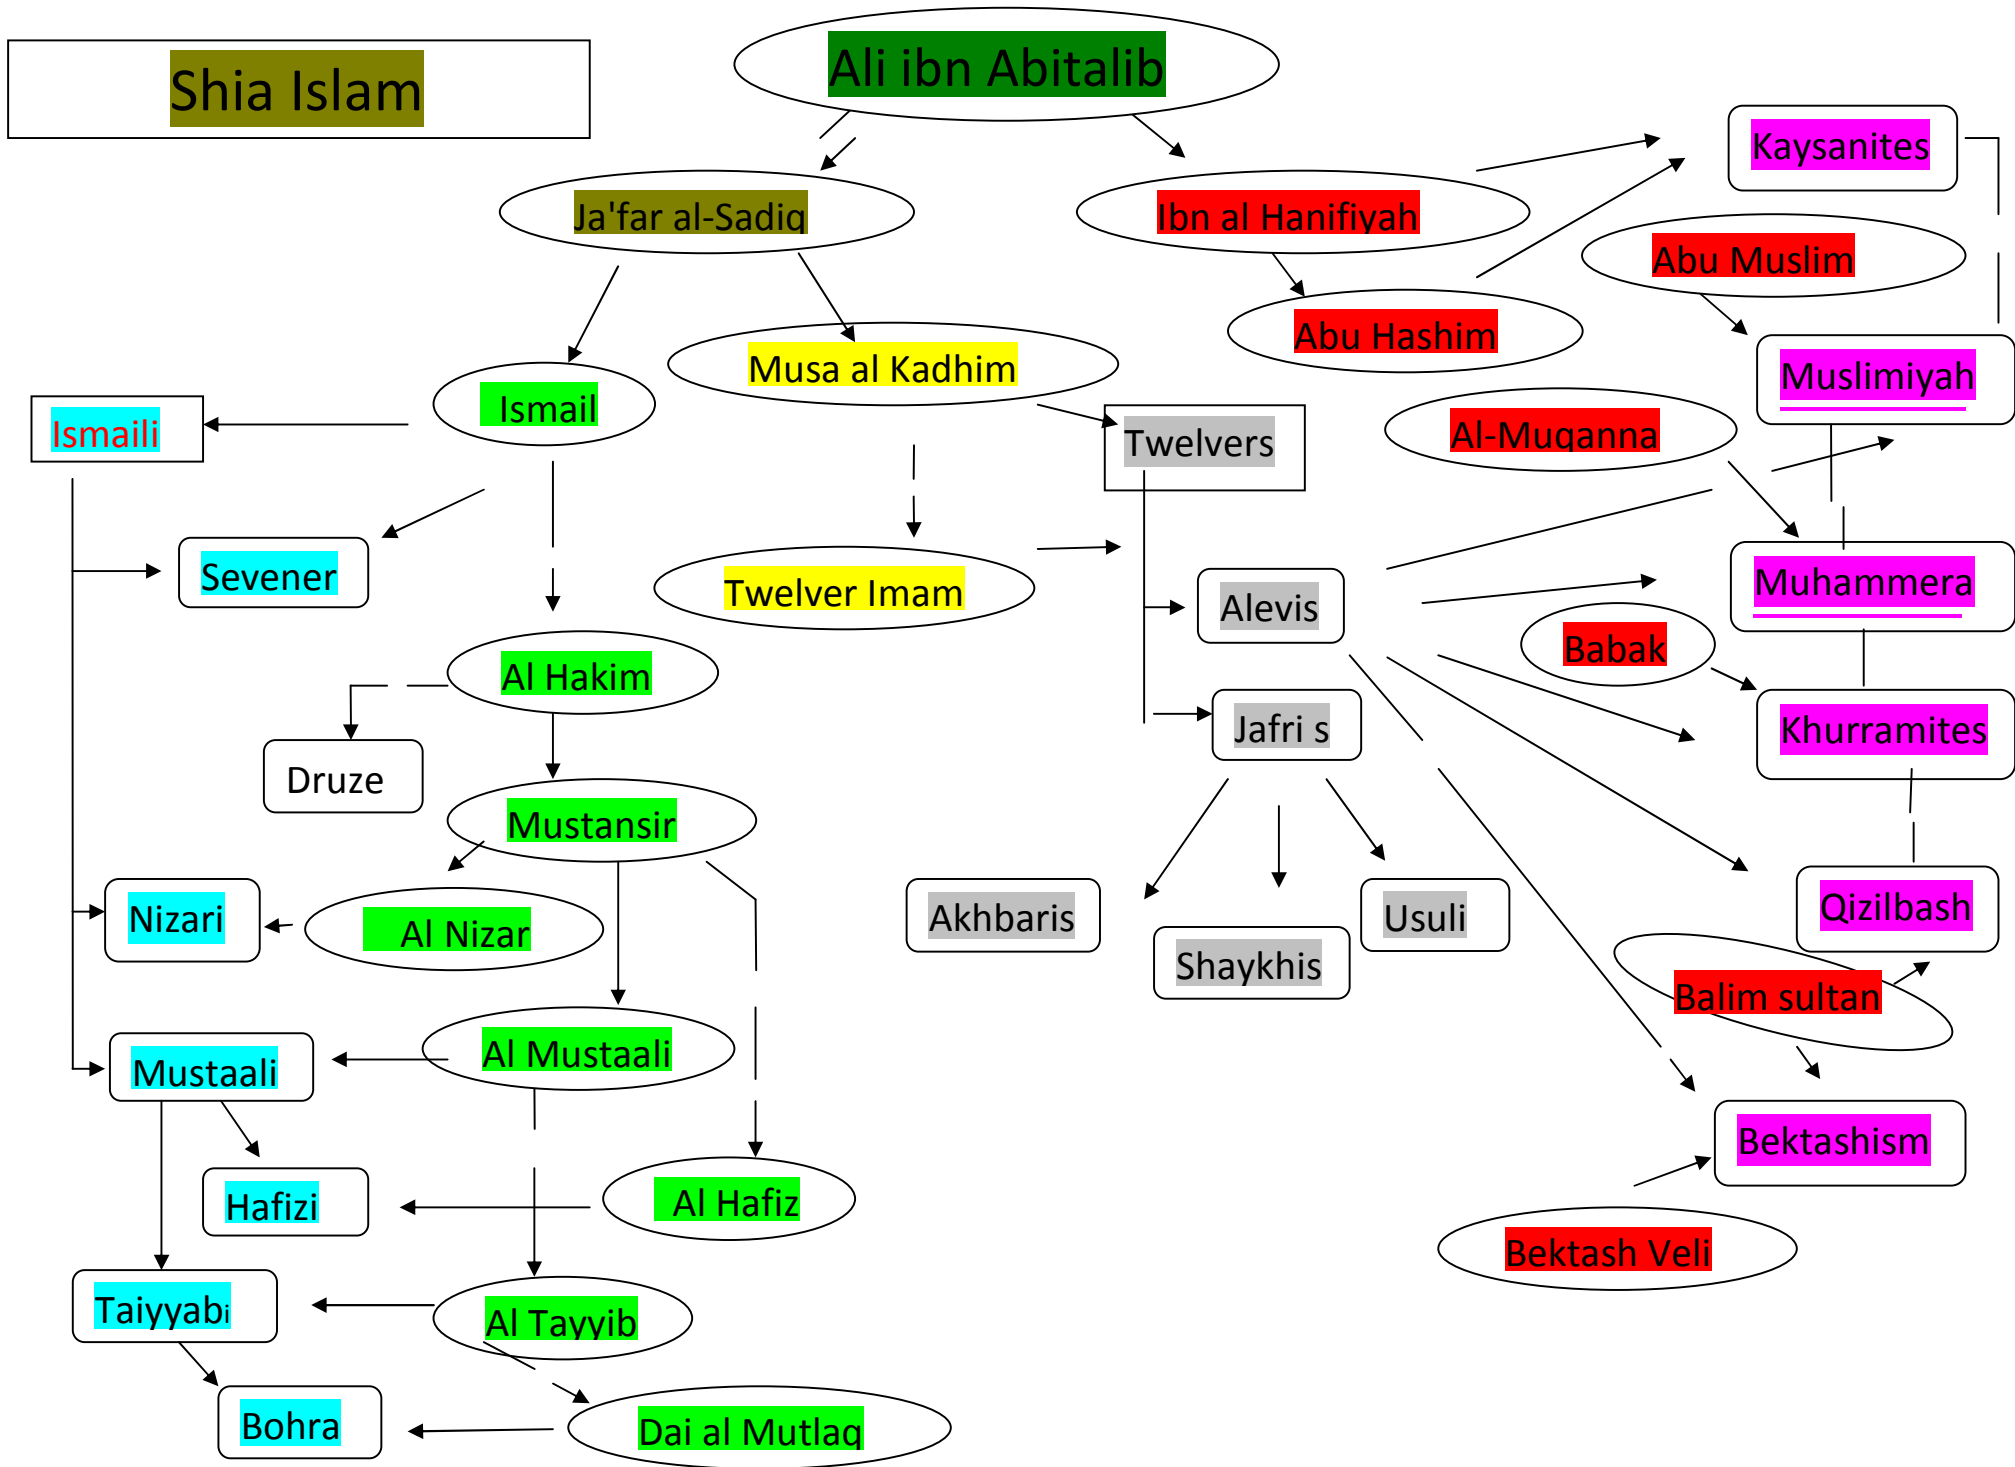 Ali ibn Abitalib
Shia Islam
Kaysanites
Ja'far al-Sadiq
Ibn al Hanifiyah
Abu Muslim
Abu Hashim
Musa al Kadhim
Muslimiyah
Ismail
Ismaili
Twelvers
Al-Muqanna
Sevener
Twelver Imam
Alevis
Muhammera
Babak
Al Hakim
Jafri s
Khurramites
Druze
Mustansir
Nizari
Al Nizar
Akhbaris
Usuli
Qizilbash
Shaykhis
Balim sultan
Mustaali
Al Mustaali
Bektashism
Hafizi
Al Hafiz
Bektash Veli
Taiyyabi
Al Tayyib
Bohra
Dai al Mutlaq